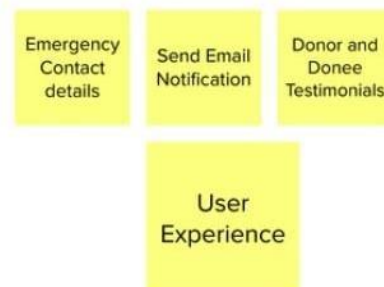 Emergency
Contact
details
Send Email
Notification
Donor and
Donee
Testimonials
User
Experience